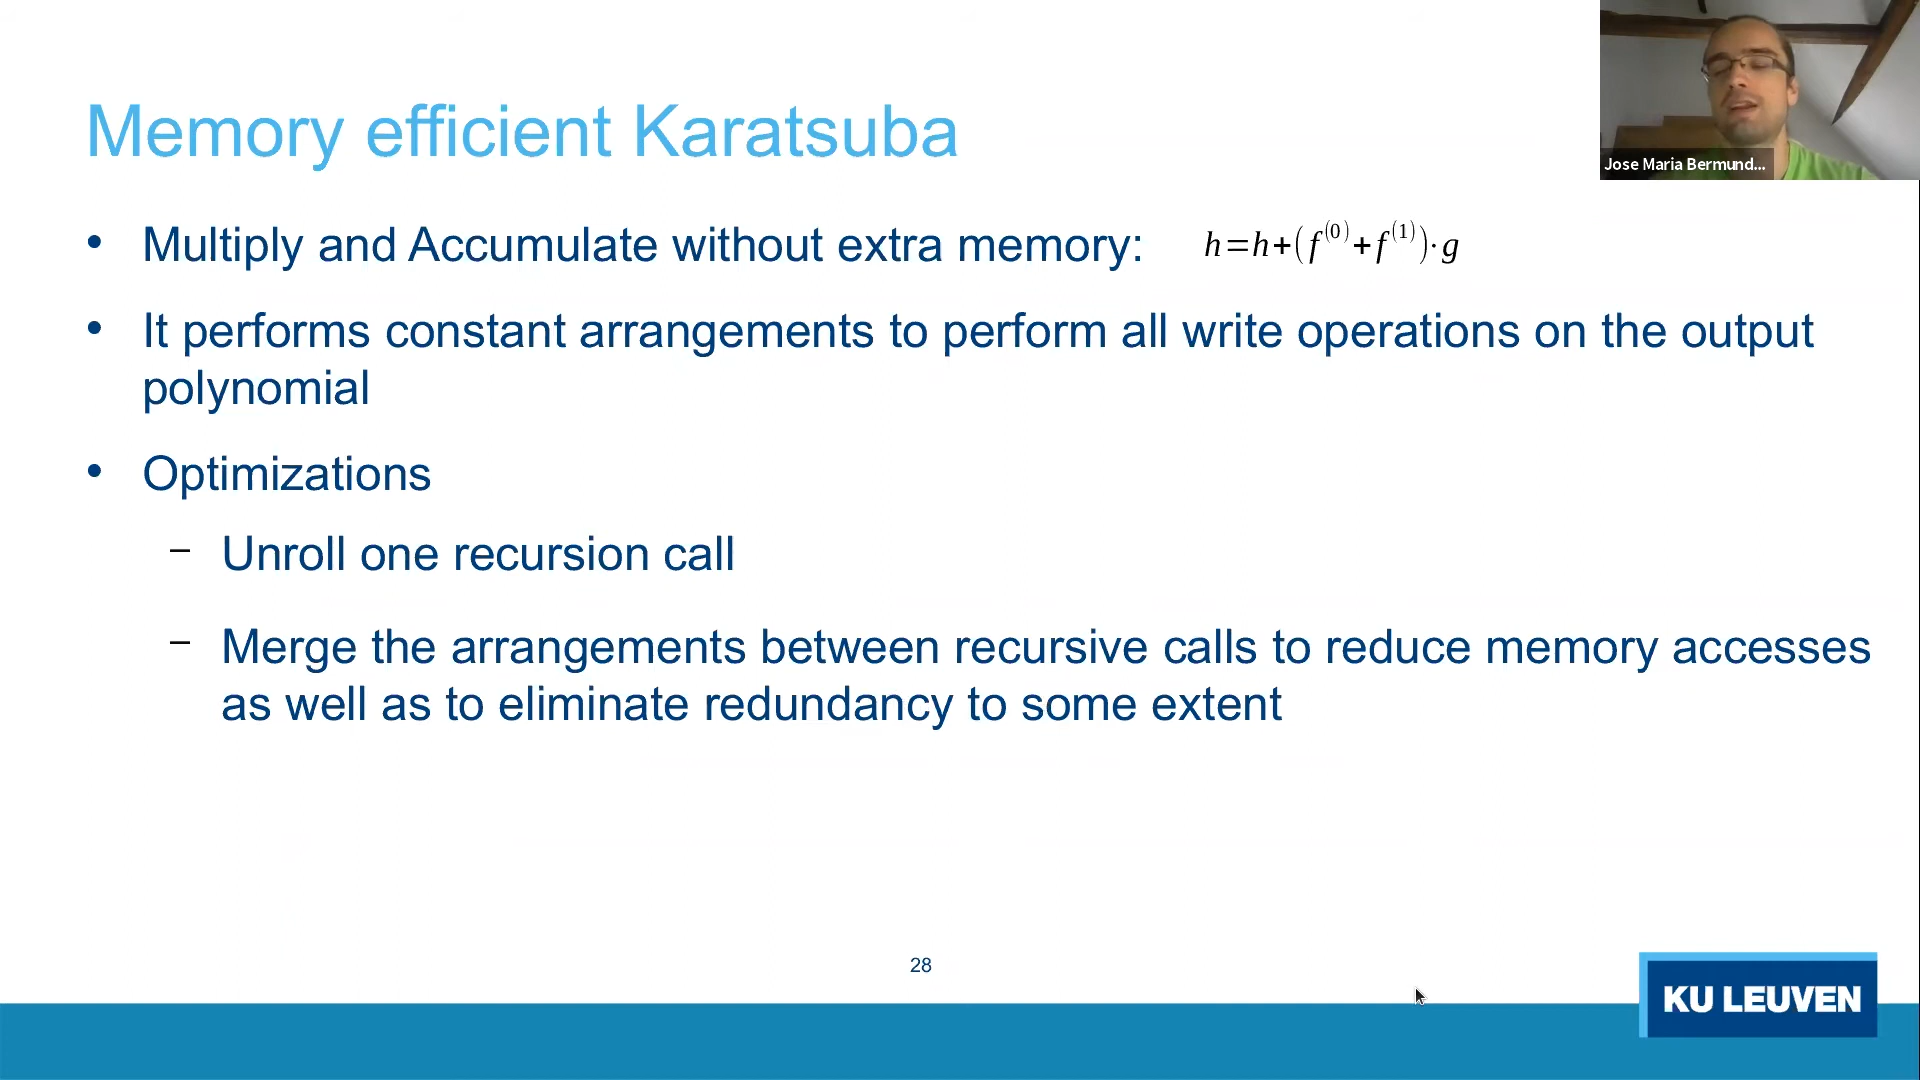 Memory efficient Karatsuba
Jose Maria Bermund...
• Multiply and Accumulate without extra memory: h=h+(f⁽⁰⁾+f⁽¹⁾)·g
• It performs constant arrangements to perform all write operations on the output
polynomial
• Optimizations
– Unroll one recursion call
– Merge the arrangements between recursive calls to reduce memory accesses
as well as to eliminate redundancy to some extent
28
KU LEUVEN